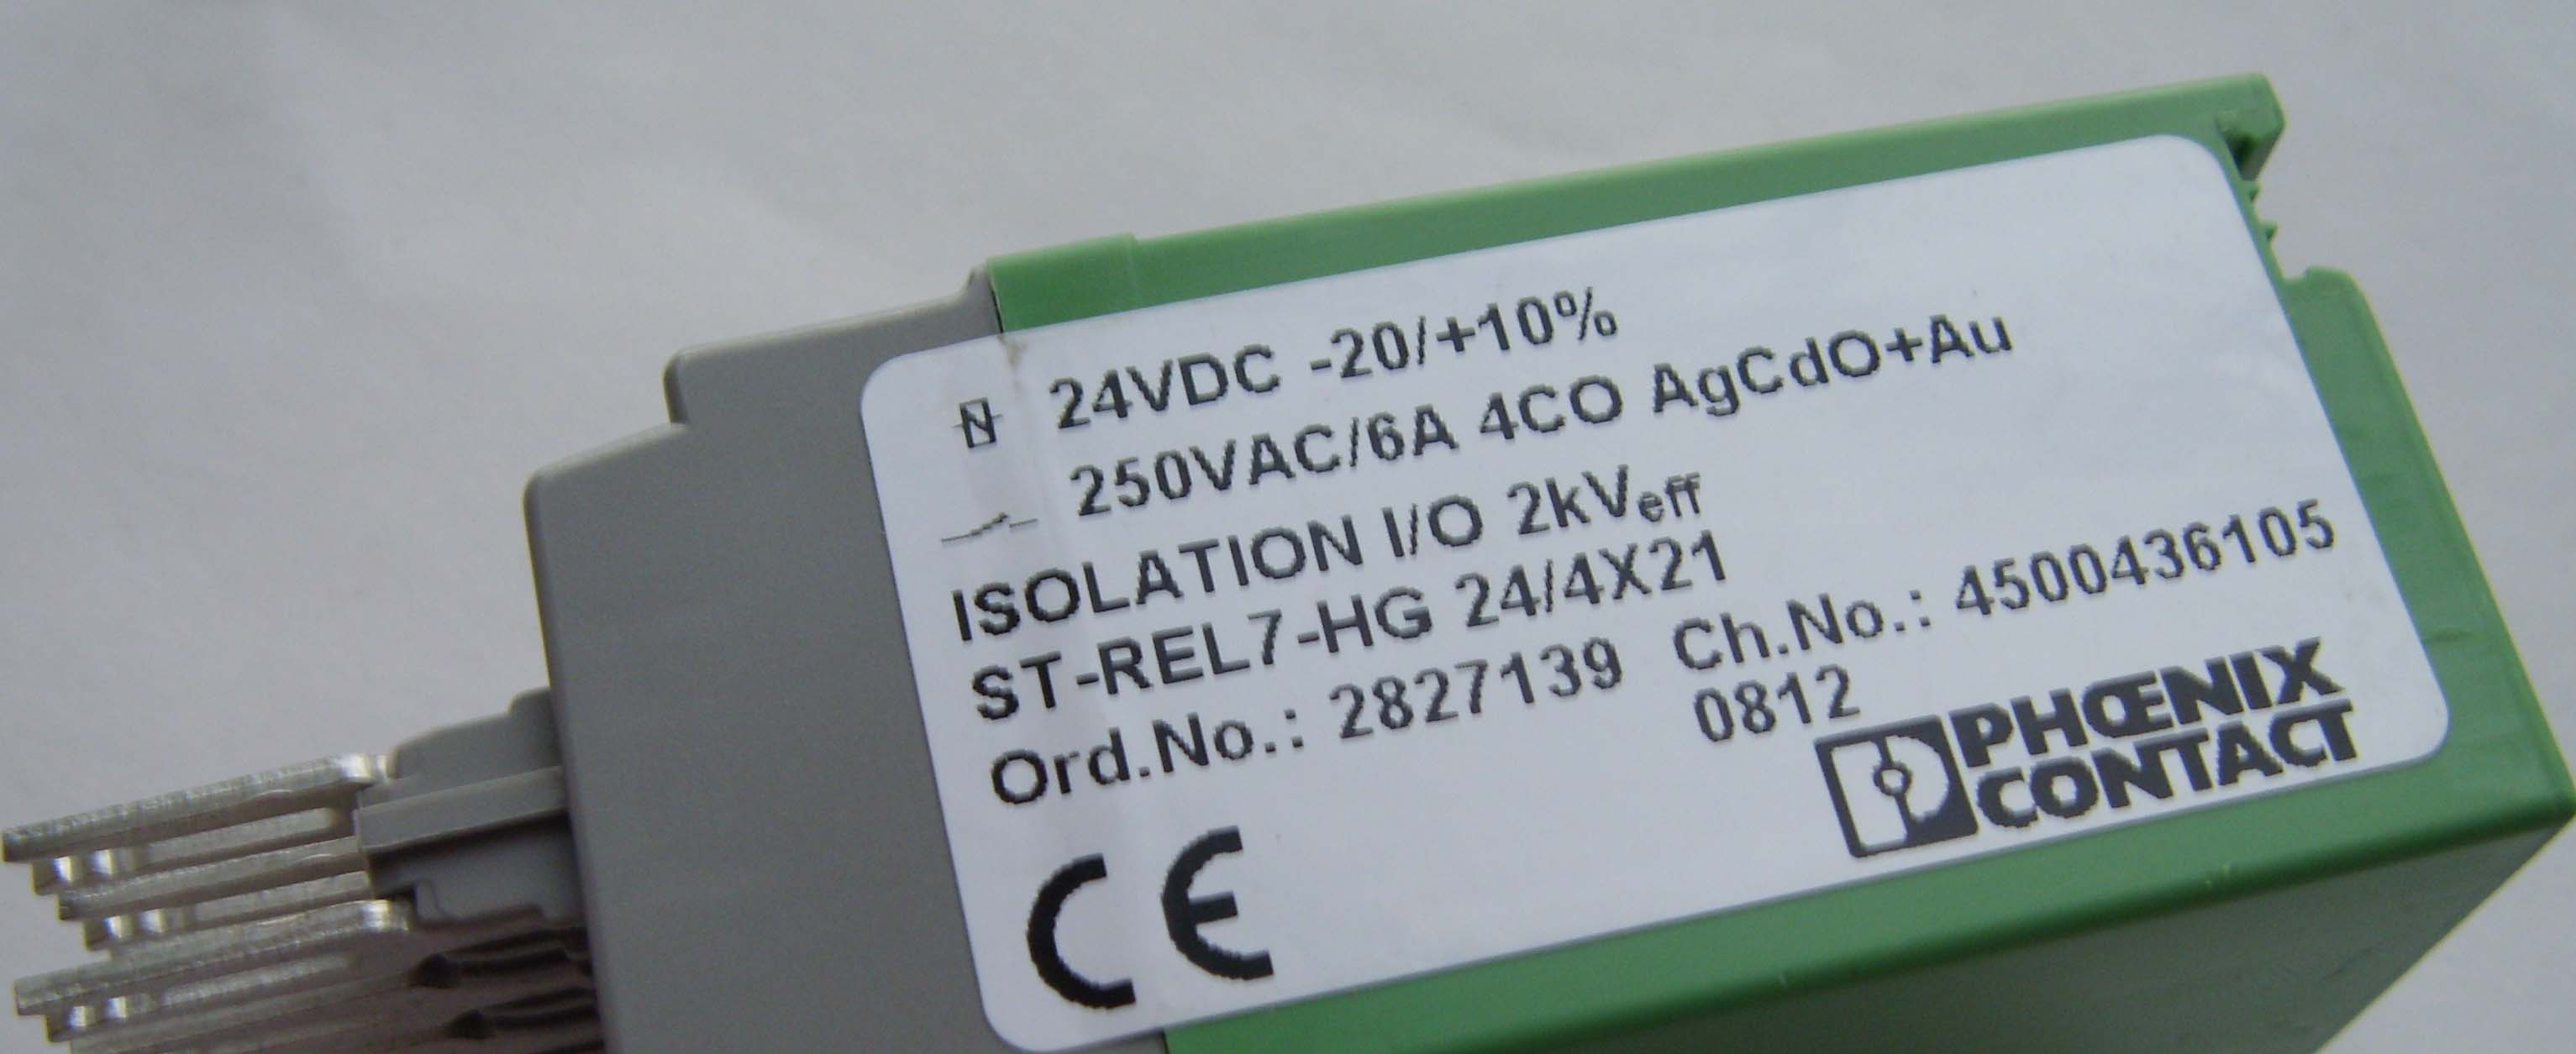 24VDC -20/+10%
250VAC/6A 4CO AgCdO+Au
ISOLATION I/O 2kVeff
ST-REL7-HG 24/4X21
Ord.No.: 2827139 Ch.No.: 4500436105
0812
PHŒNIX
CONTACT
CE